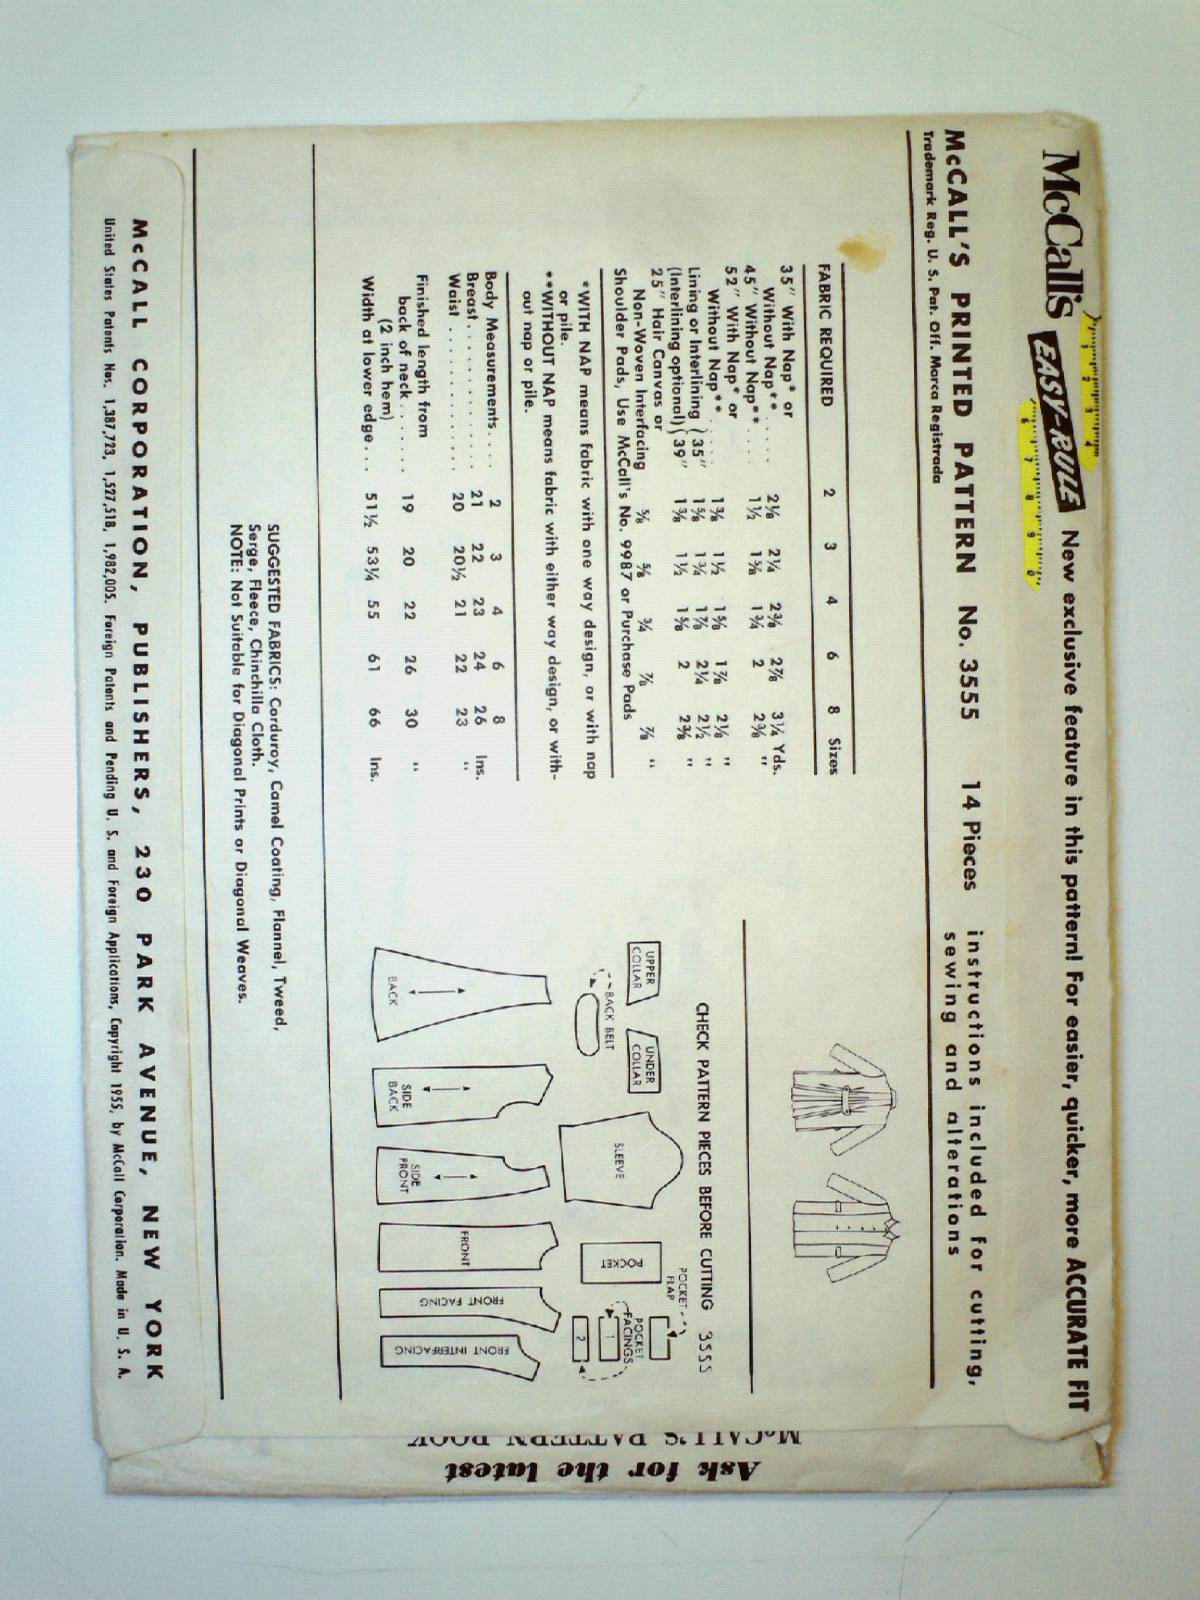 McCall's EASY-RULE New exclusive feature in this pattern! For easier, quicker, more ACCURATE FIT
1 2 3 4
6 7 8 9 0
McCALL'S PRINTED PATTERN No. 3555 14 Pieces
Trademark Reg. U. S. Pat. Off. Marca Registrada
instructions included for cutting,
sewing and alterations
FABRIC REQUIRED 2 3 4 6 8 Sizes
35" With Nap* or
Without Nap**..... 2⅛ 2¼ 2⅜ 2⅞ 3¼ Yds.
45" Without Nap**.... 1½ 1⅝ 1¾ 2 2⅜ "
52" With Nap* or
Without Nap**..... 1⅜ 1½ 1⅝ 1⅞ 2⅛ "
Lining or Interlining { 35" 1⅝ 1¾ 1⅞ 2¼ 2½ "
(Interlining optional) { 39" 1⅜ 1½ 1⅝ 2 2⅜ "
25" Hair Canvas or
Non-Woven Interfacing ⅝ ⅝ ¾ ⅞ ⅞ "
Shoulder Pads, Use McCall's No. 9987 or Purchase Pads
*WITH NAP means fabric with one way design, or with nap
or pile.
**WITHOUT NAP means fabric with either way design, or with-
out nap or pile.
Body Measurements.... 2 3 4 6 8
Breast............ 21 22 23 24 26 Ins.
Waist............ 20 20½ 21 22 23 "
Finished length from
back of neck....... 19 20 22 26 30 "
(2 inch hem)
Width at lower edge... 51½ 53¼ 55 61 66 Ins.
SUGGESTED FABRICS: Corduroy, Camel Coating, Flannel, Tweed,
Serge, Fleece, Chinchilla Cloth.
NOTE: Not Suitable for Diagonal Prints or Diagonal Weaves.
CHECK PATTERN PIECES BEFORE CUTTING 3555
UPPER
COLLAR
UNDER
COLLAR
BACK BELT
SLEEVE
POCKET
POCKET
FLAP
POCKET
FACINGS
1
2
BACK
SIDE
BACK
SIDE
FRONT
FRONT
FRONT FACING
FRONT INTERFACING
McCALL CORPORATION, PUBLISHERS, 230 PARK AVENUE, NEW YORK
United States Patents Nos. 1,387,723, 1,527,518, 1,982,005. Foreign Patents and Pending U. S. and Foreign Applications, Copyright 1955, by McCall Corporation. Made in U. S. A.
Ask for the latest
McCALL'S PATTERN BOOK